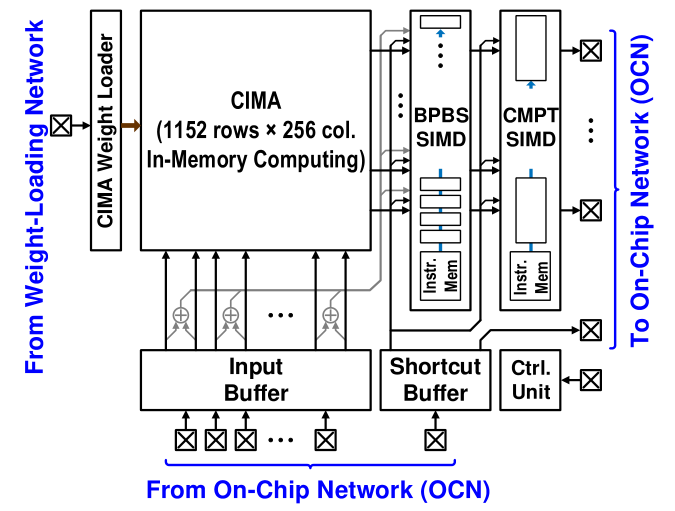 From Weight-Loading Network
CIMA Weight Loader
CIMA
(1152 rows × 256 col.
In-Memory Computing)
BPBS
SIMD
CMPT
SIMD
Instr.
Mem
Instr.
Mem
To On-Chip Network (OCN)
Input
Buffer
Shortcut
Buffer
Ctrl.
Unit
From On-Chip Network (OCN)